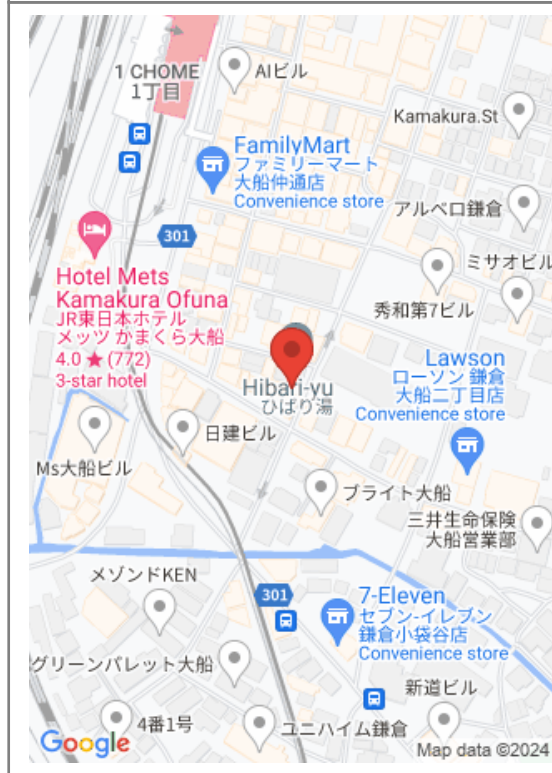 1 CHOME
1丁目
AIビル
Kamakura.St
FamilyMart
ファミリーマート
大船仲通店
Convenience store
アルベロ鎌倉
301
ミサオビル
Hotel Mets
Kamakura Ofuna
JR東日本ホテル
メッツ かまくら大船
4.0 ★ (772)
3-star hotel
秀和第7ビル
Lawson
ローソン 鎌倉
大船二丁目店
Convenience store
Hibari-yu
ひばり湯
日建ビル
Ms大船ビル
ブライト大船
三井生命保険
大船営業部
メゾンドKEN
301
7-Eleven
セブン-イレブン
鎌倉小袋谷店
Convenience store
グリーンパレット大船
新道ビル
4番1号
ユニハイム鎌倉
Google
Map data ©2024